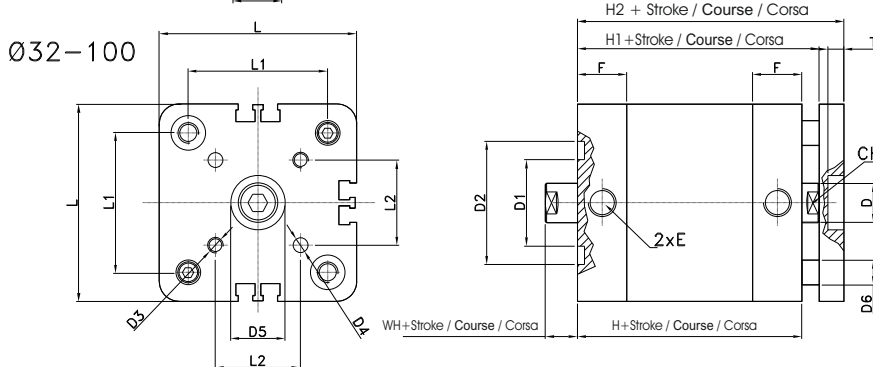 H2 + Stroke / Course / Corsa
L
H1+Stroke / Course / Corsa
Ø32-100
L1
F
F
L
L1
L2
D2
D1
D
2xE
D3
D5
D4
L2
WH+Stroke / Course / Corsa
H+Stroke / Course / Corsa
D6